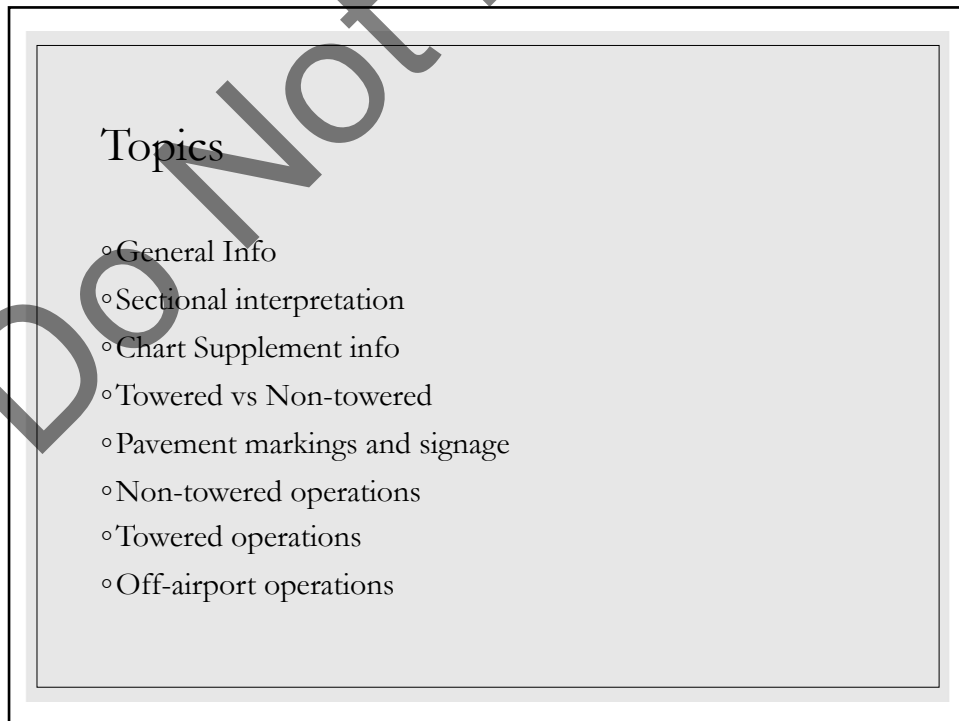 Topics
◦General Info
◦Sectional interpretation
◦Chart Supplement info
◦Towered vs Non-towered
◦Pavement markings and signage
◦Non-towered operations
◦Towered operations
◦Off-airport operations
Do Not